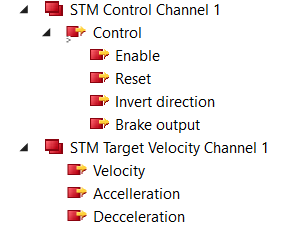 STM Control Channel 1
Control
Enable
Reset
Invert direction
Brake output
STM Target Velocity Channel 1
Velocity
Accelleration
Decceleration